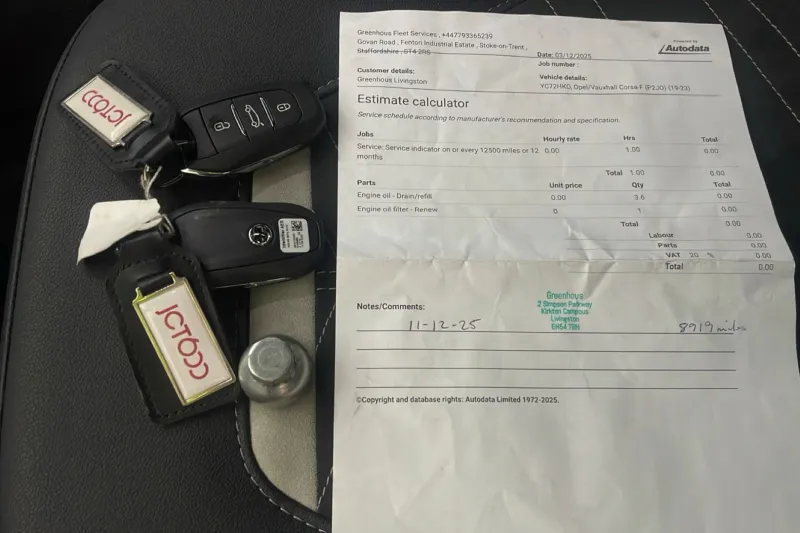 Greenhous Fleet Services , +447793365239
Govan Road , Fenton Industrial Estate , Stoke-on-Trent ,
Staffordshire , ST4 2RS
Date: 03/12/2025
Job number :
Powered by
Autodata
Customer details:
Greenhous Livingston
Vehicle details:
YC72HKO, Opel/Vauxhall Corsa-F (P2JO) (19-23)
Estimate calculator
Service schedule according to manufacturer's recommendation and specification.
Jobs Hourly rate Hrs Total
Service: Service indicator on or every 12500 miles or 12 0.00 1.00 0.00
months
Total 1.00 0.00
Parts Unit price Qty Total
Engine oil - Drain/refill 0.00 3.6 0.00
Engine oil filter - Renew 0 1 0.00
Total 0.00
Labour 0.00
Parts 0.00
VAT 20 % 0.00
Total 0.00
Notes/Comments:
Greenhous
2 Simpson Parkway
Kirkton Campus
Livingston
EH54 7BH
11-12-25
8919 miles
©Copyright and database rights: Autodata Limited 1972-2025.
JCT600
JCT600